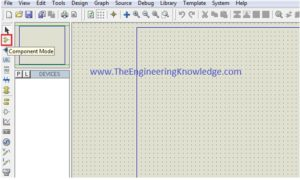 File View Edit Tools Design Graph Source Debug Library Template System Help
Component Mode
P L DEVICES
www.TheEngineeringKnowledge.com